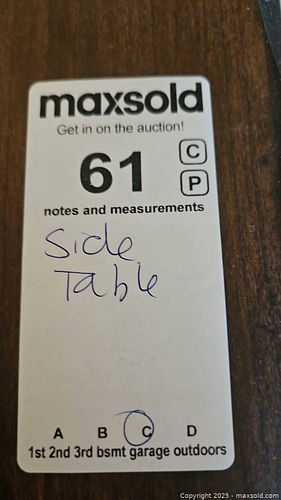 maxsold
Get in on the auction!
61 C
P
notes and measurements
Side
Table
A B C D
1st 2nd 3rd bsmt garage outdoors
Copyright 2025 - maxsold.com